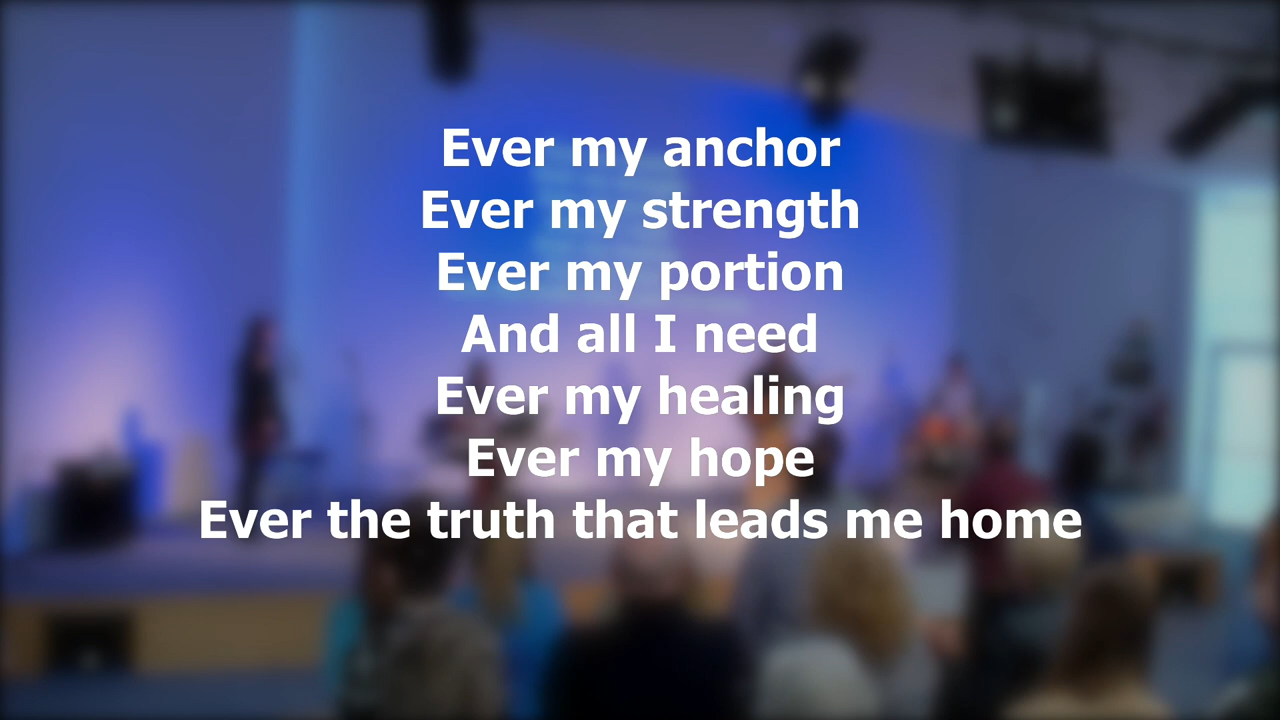 Ever my anchor
Ever my strength
Ever my portion
And all I need
Ever my healing
Ever my hope
Ever the truth that leads me home